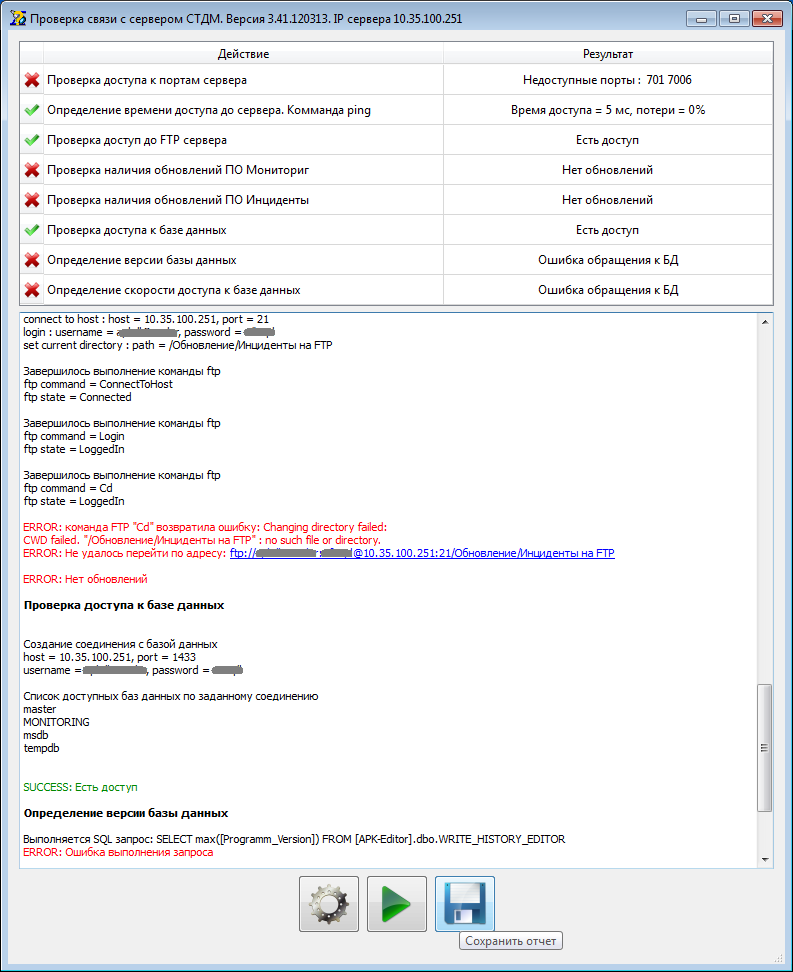 Проверка связи с сервером СТДМ. Версия 3.41.120313. IP сервера 10.35.100.251
Действие Результат
Проверка доступа к портам сервера Недоступные порты : 701 7006
Определение времени доступа до сервера. Комманда ping Время доступа = 5 мс, потери = 0%
Проверка доступ до FTP сервера Есть доступ
Проверка наличия обновлений ПО Мониториг Нет обновлений
Проверка наличия обновлений ПО Инциденты Нет обновлений
Проверка доступа к базе данных Есть доступ
Определение версии базы данных Ошибка обращения к БД
Определение скорости доступа к базе данных Ошибка обращения к БД
connect to host : host = 10.35.100.251, port = 21
login : username = , password =
set current directory : path = /Обновление/Инциденты на FTP
Завершилось выполнение команды ftp
ftp command = ConnectToHost
ftp state = Connected
Завершилось выполнение команды ftp
ftp command = Login
ftp state = LoggedIn
Завершилось выполнение команды ftp
ftp command = Cd
ftp state = LoggedIn
ERROR: команда FTP "Cd" возвратила ошибку: Changing directory failed:
CWD failed. "/Обновление/Инциденты на FTP" : no such file or directory.
ERROR: Не удалось перейти по адресу: ftp:// : @10.35.100.251:21/Обновление/Инциденты на FTP
ERROR: Нет обновлений
Проверка доступа к базе данных
Создание соединения с базой данных
host = 10.35.100.251, port = 1433
username = , password =
Список доступных баз данных по заданному соединению
master
MONITORING
msdb
tempdb
SUCCESS: Есть доступ
Определение версии базы данных
Выполняется SQL запрос: SELECT max([Programm_Version]) FROM [APK-Editor].dbo.WRITE_HISTORY_EDITOR
ERROR: Ошибка выполнения запроса
Сохранить отчет